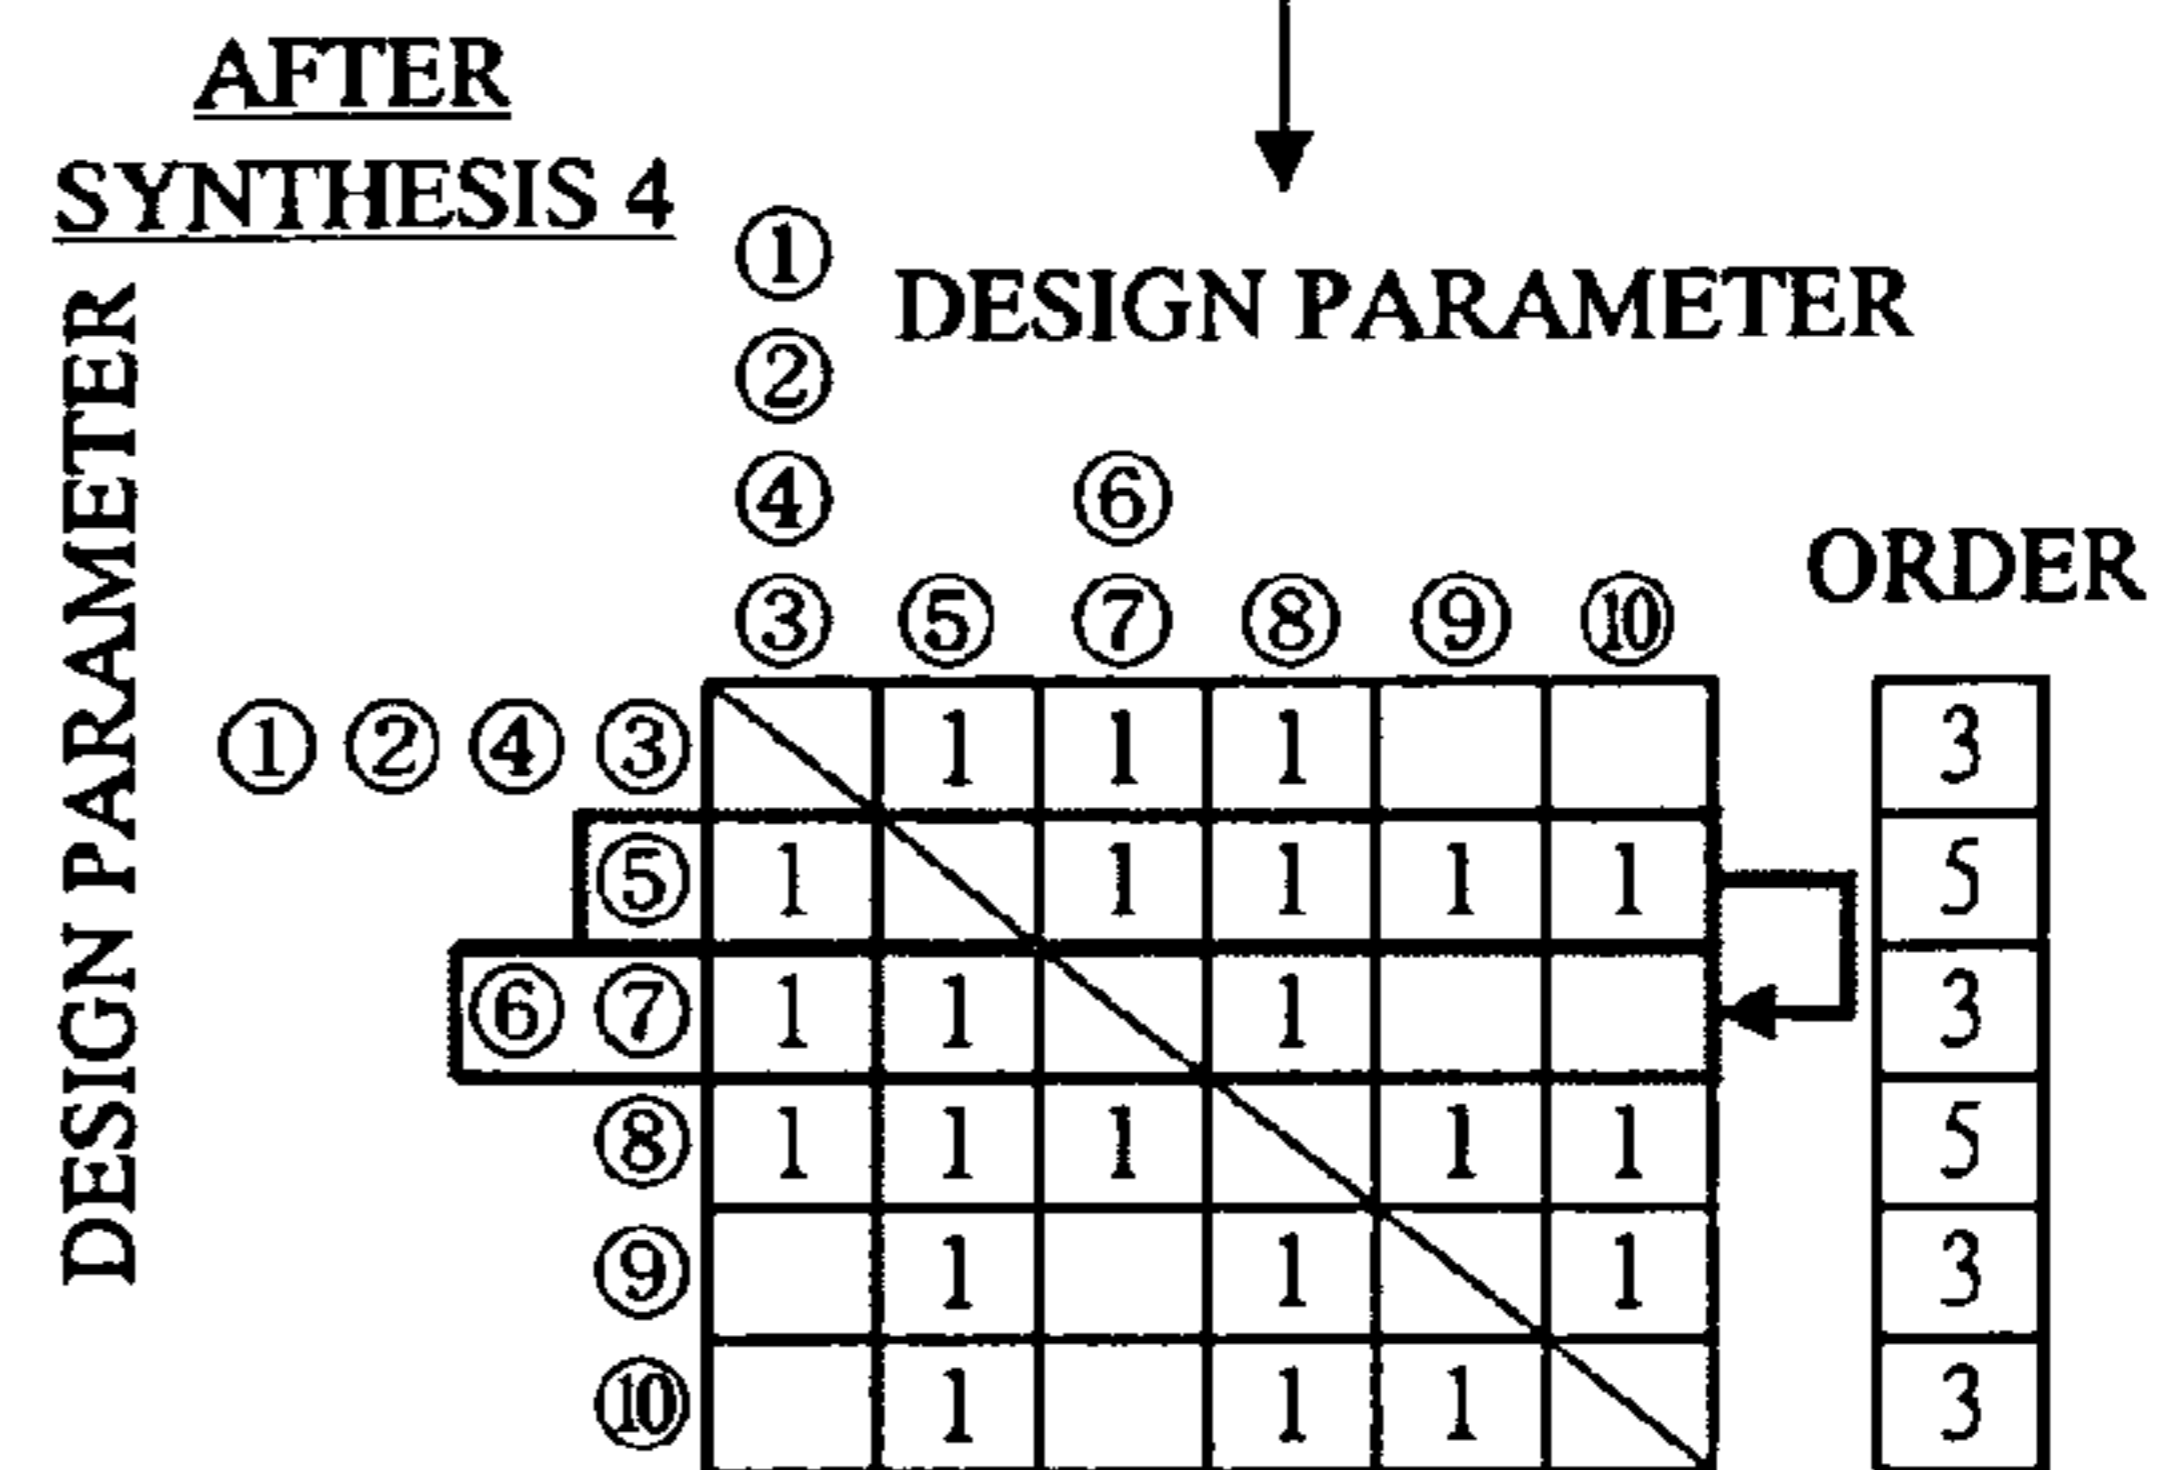 AFTER
SYNTHESIS 4
①
DESIGN PARAMETER
②
④ ⑥
ORDER
③ ⑤ ⑦ ⑧ ⑨ ⑩
DESIGN PARAMETER
① ② ④ ③ 1 1 1 3
⑤ 1 1 1 1 1 5
⑥ ⑦ 1 1 1 3
⑧ 1 1 1 1 1 5
⑨ 1 1 1 3
⑩ 1 1 1 3